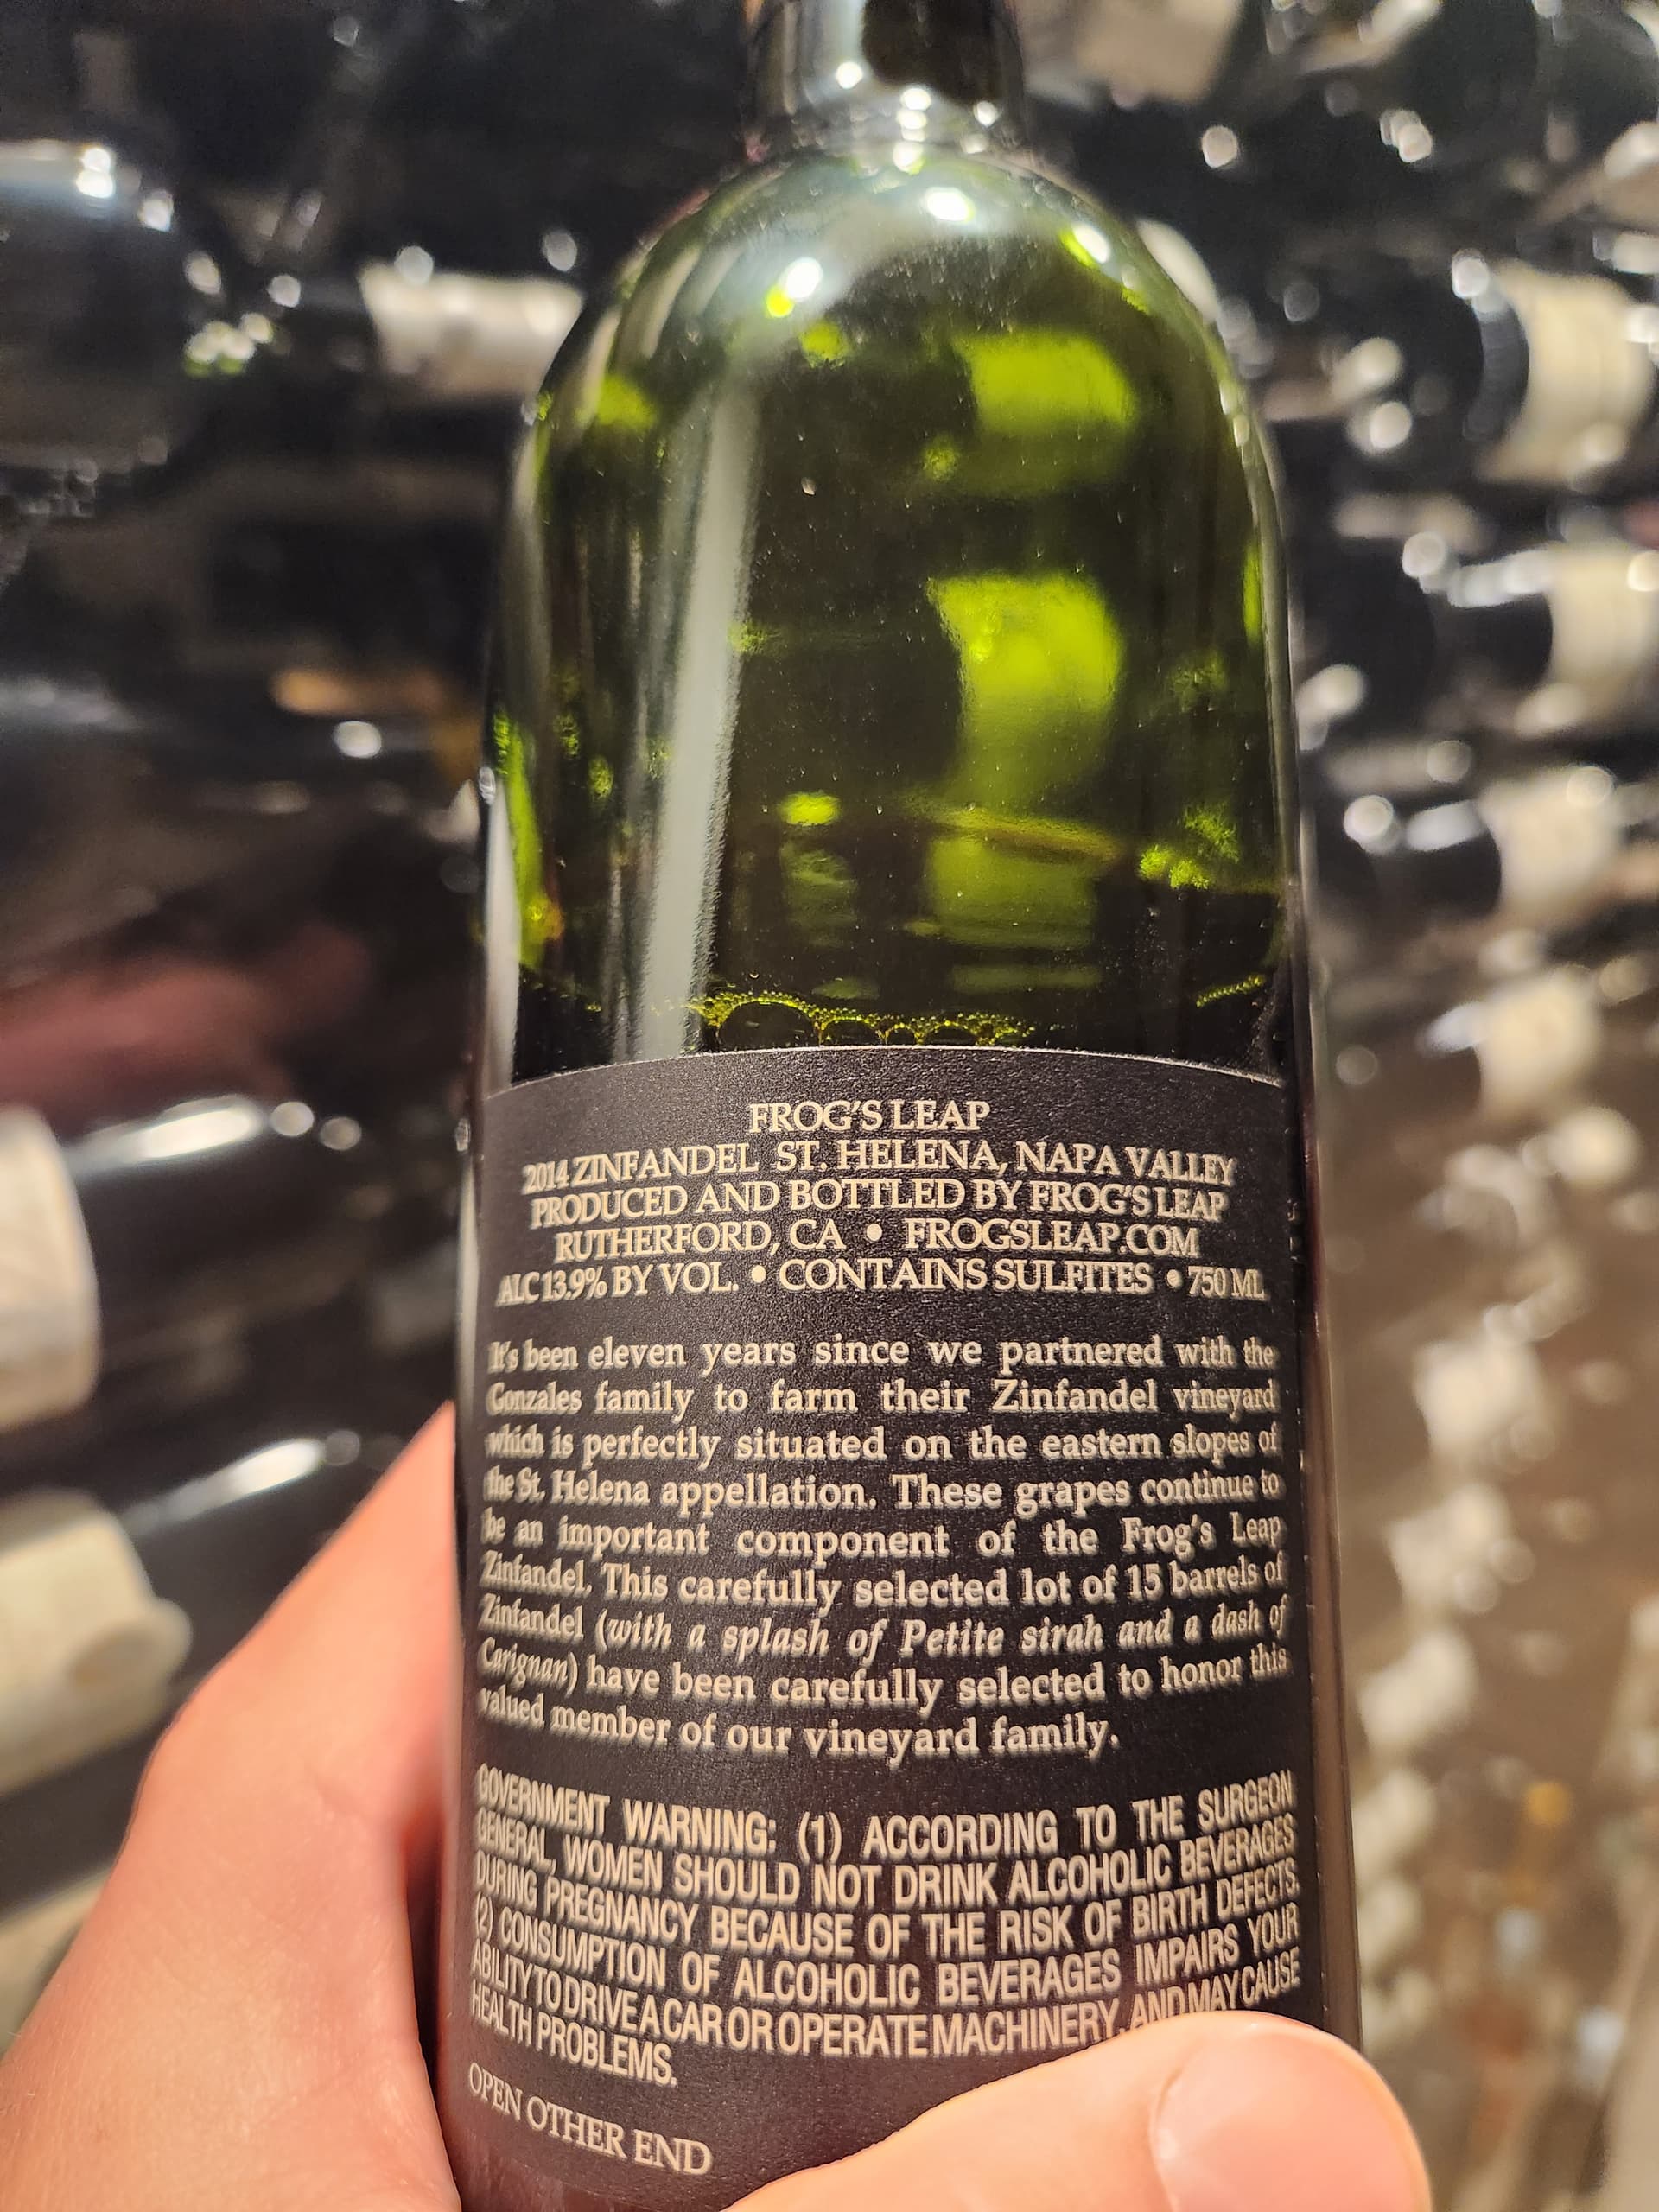 FROG'S LEAP
2014 ZINFANDEL ST. HELENA, NAPA VALLEY
PRODUCED AND BOTTLED BY FROG'S LEAP
RUTHERFORD, CA • FROGSLEAP.COM
ALC 13.9% BY VOL. • CONTAINS SULFITES • 750 ML
It's been eleven years since we partnered with the
Gonzales family to farm their Zinfandel vineyard
which is perfectly situated on the eastern slopes of
the St. Helena appellation. These grapes continue to
be an important component of the Frog's Leap
Zinfandel. This carefully selected lot of 15 barrels of
Zinfandel (with a splash of Petite sirah and a dash of
Carignan) have been carefully selected to honor this
valued member of our vineyard family.
GOVERNMENT WARNING: (1) ACCORDING TO THE SURGEON
GENERAL, WOMEN SHOULD NOT DRINK ALCOHOLIC BEVERAGES
DURING PREGNANCY BECAUSE OF THE RISK OF BIRTH DEFECTS.
(2) CONSUMPTION OF ALCOHOLIC BEVERAGES IMPAIRS YOUR
ABILITY TO DRIVE A CAR OR OPERATE MACHINERY, AND MAY CAUSE
HEALTH PROBLEMS.
OPEN OTHER END